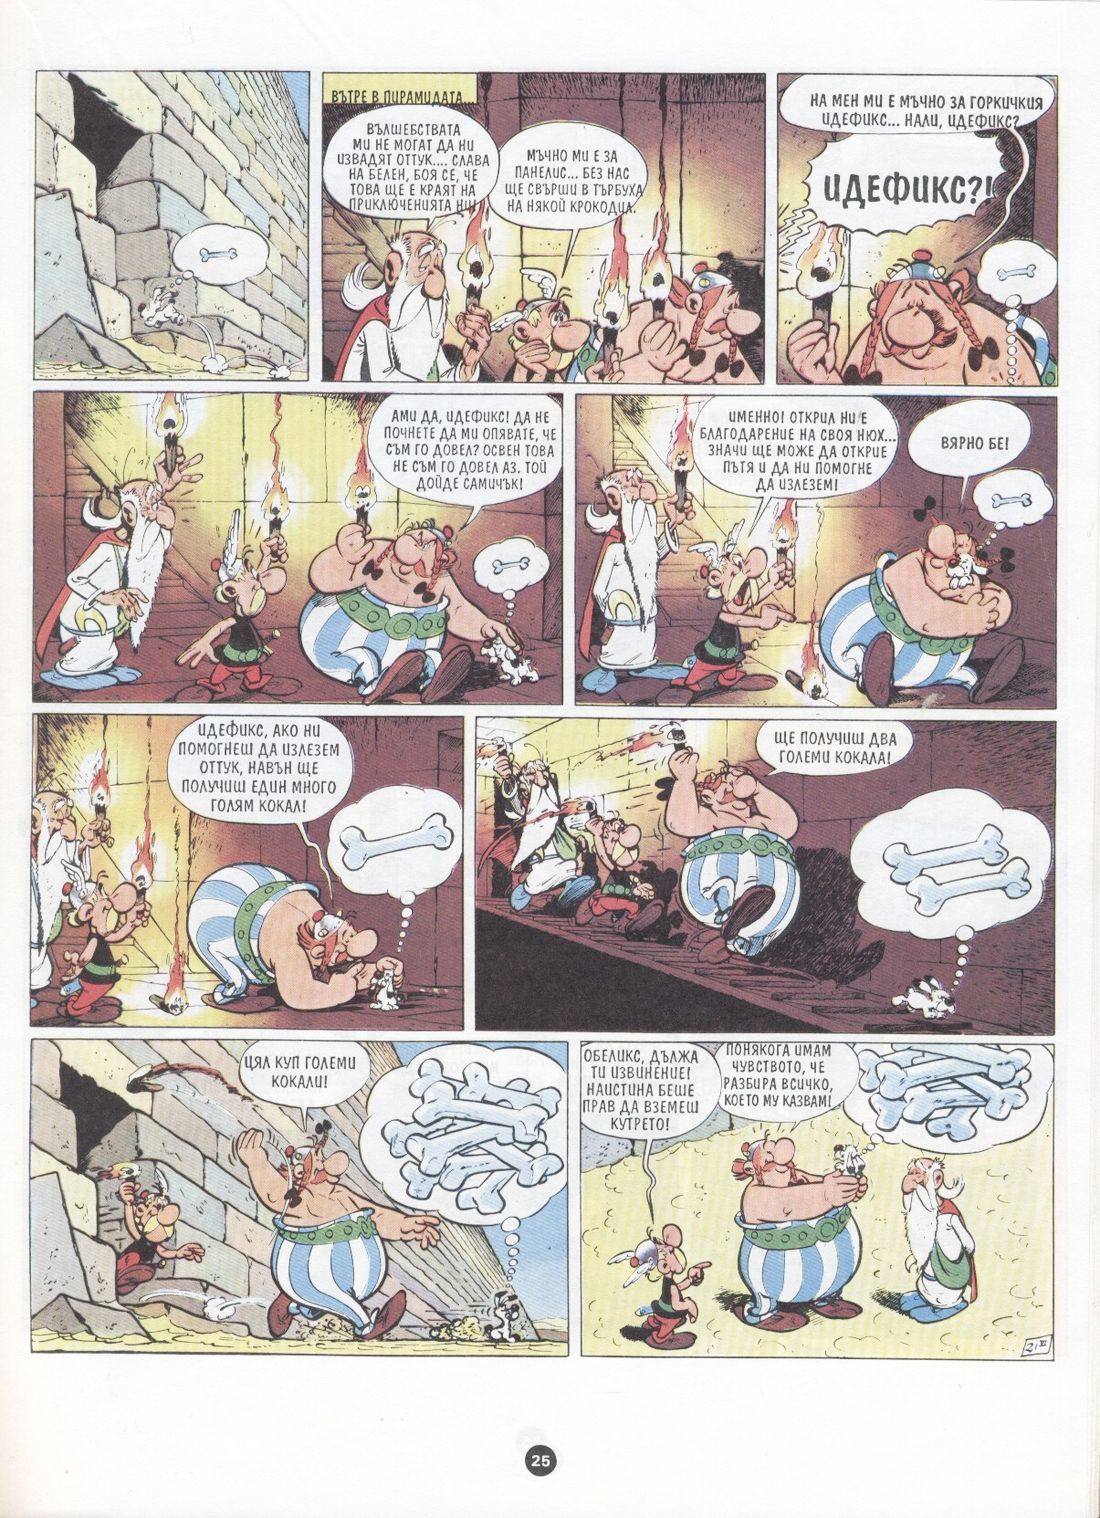 ВЪТРЕ В ПИРАМИДАТА...
ВЪЛШЕБСТВАТА
МИ НЕ МОГАТ ДА НИ
ИЗВАДЯТ ОТТУК.... СЛАВА
НА БЕЛЕН, БОЯ СЕ, ЧЕ
ТОВА ЩЕ Е КРАЯТ НА
ПРИКЛЮЧЕНИЯТА НИ!
МЪЧНО МИ Е ЗА
ПАНЕЛИС... БЕЗ НАС
ЩЕ СВЪРШИ В ТЪРБУХА
НА НЯКОЙ КРОКОДИЛ.
НА МЕН МИ Е МЪЧНО ЗА ГОРКИЧКИЯ
ИДЕФИКС... НАЛИ, ИДЕФИКС?
ИДЕФИКС?!
АМИ ДА, ИДЕФИКС! ДА НЕ
ПОЧНЕТЕ ДА МИ ОПЯВАТЕ, ЧЕ
СЪМ ГО ДОВЕЛ? ОСВЕН ТОВА
НЕ СЪМ ГО ДОВЕЛ АЗ. ТОЙ
ДОЙДЕ САМИЧЪК!
ИМЕННО! ОТКРИЛ НИ Е
БЛАГОДАРЕНИЕ НА СВОЯ НЮХ...
ЗНАЧИ ЩЕ МОЖЕ ДА ОТКРИЕ
ПЪТЯ И ДА НИ ПОМОГНЕ
ДА ИЗЛЕЗЕМ!
ВЯРНО БЕ!
ИДЕФИКС, АКО НИ
ПОМОГНЕШ ДА ИЗЛЕЗЕМ
ОТТУК, НАВЪН ЩЕ
ПОЛУЧИШ ЕДИН МНОГО
ГОЛЯМ КОКАЛ!
ЩЕ ПОЛУЧИШ ДВА
ГОЛЕМИ КОКАЛА!
ЦЯЛ КУП ГОЛЕМИ
КОКАЛИ!
ОБЕЛИКС, ДЪЛЖА
ТИ ИЗВИНЕНИЕ!
НАИСТИНА БЕШЕ
ПРАВ ДА ВЗЕМЕШ
КУТРЕТО!
ПОНЯКОГА ИМАМ
ЧУВСТВОТО, ЧЕ
РАЗБИРА ВСИЧКО,
КОЕТО МУ КАЗВАМ!
21 VI
25